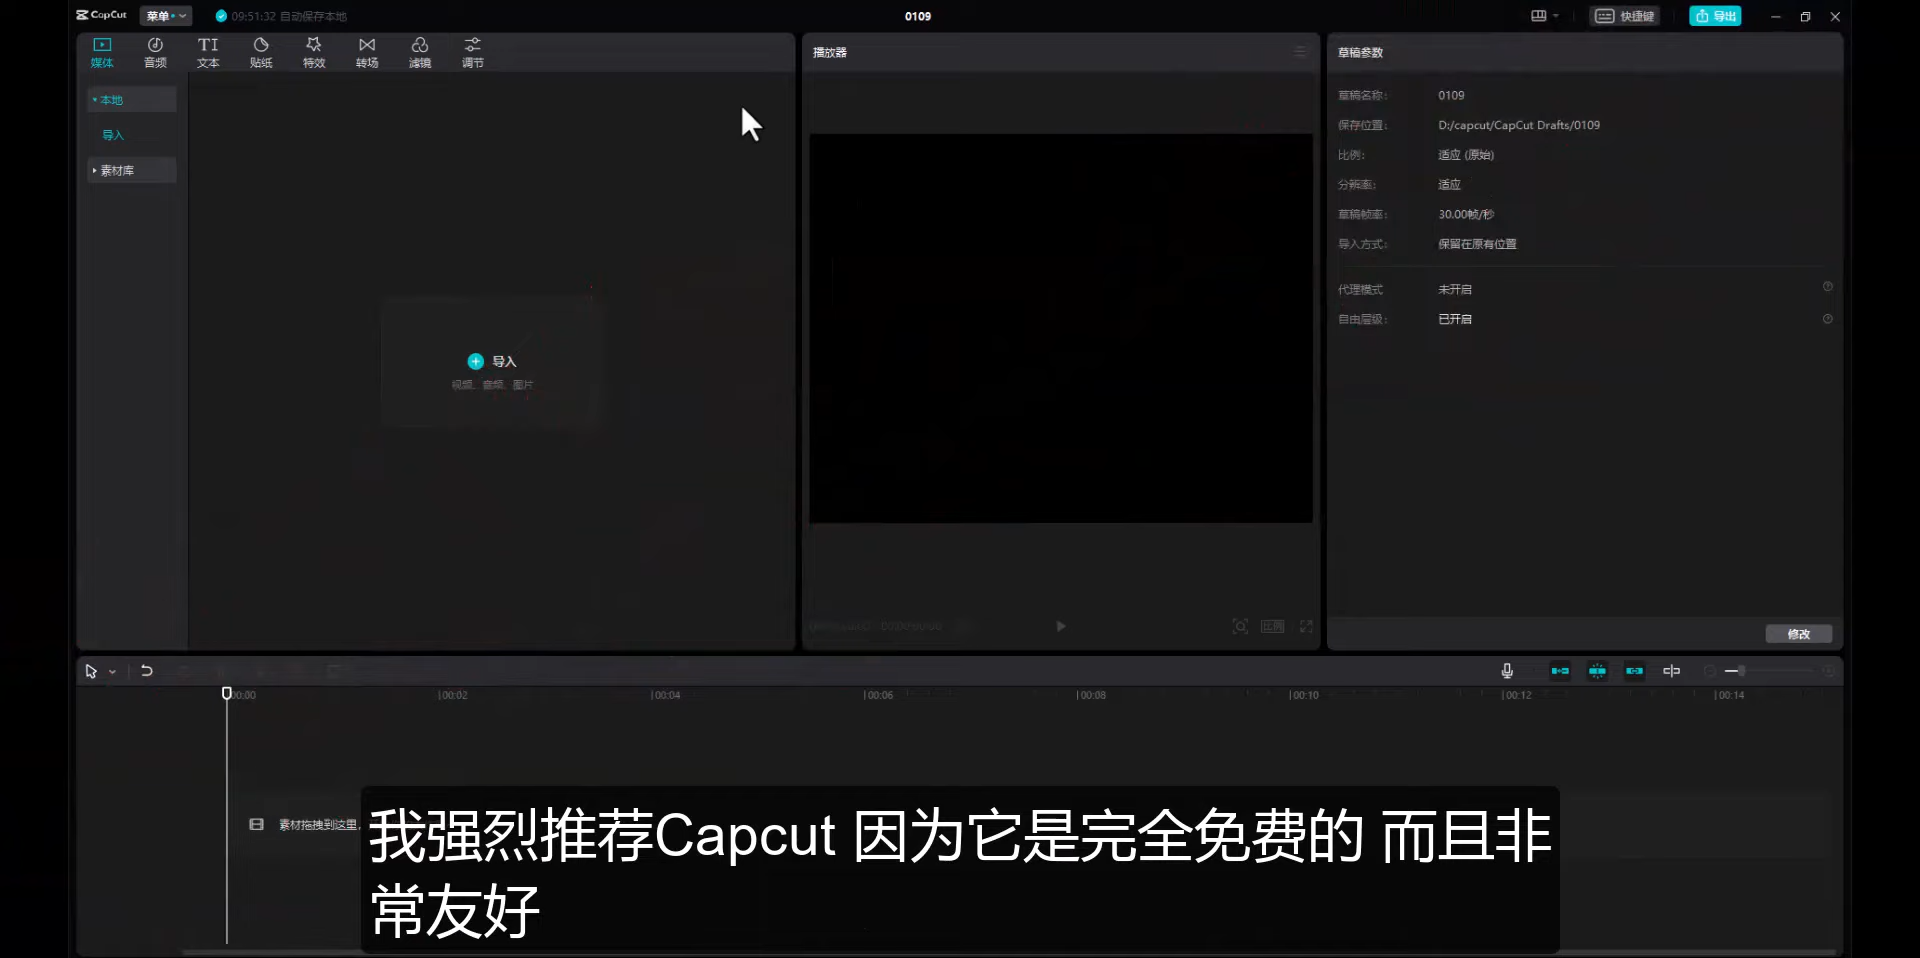 CapCut 菜单 09:51:32 自动保存本地 0109 快捷键 导出
媒体 音频 文本 贴纸 特效 转场 滤镜 调节
本地
导入
素材库
导入
视频、音频、图片
播放器
比例
草稿参数
草稿名称： 0109
保存位置： D:/capcut/CapCut Drafts/0109
比例： 适应 (原始)
分辨率： 适应
草稿帧率： 30.00帧/秒
导入方式： 保留在原有位置
代理模式 未开启
自由层级： 已开启
修改
00:00 00:02 00:04 00:06 00:08 00:10 00:12 00:14
素材拖拽到这里，
我强烈推荐Capcut 因为它是完全免费的 而且非
常友好